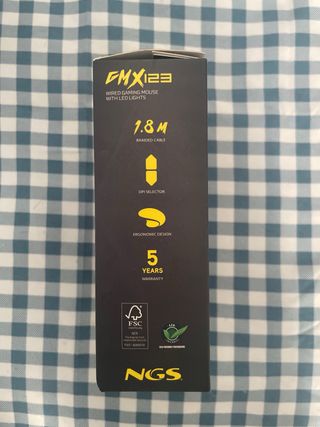 GMX123
WIRED GAMING MOUSE
WITH LED LIGHTS
1.8 M
BRAIDED CABLE
DPI SELECTOR
ERGONOMIC DESIGN
5
YEARS
WARRANTY
FSC
NGS